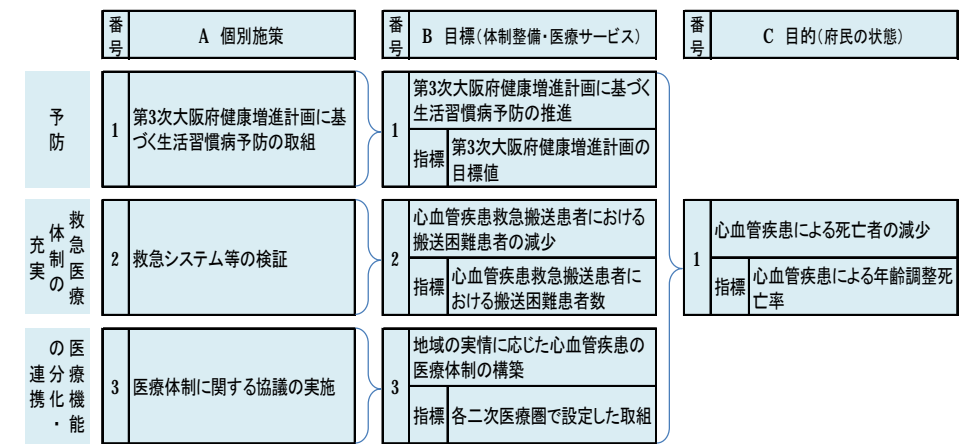 番号
A 個別施策
番号
B 目標（体制整備・医療サービス）
番号
C 目的（府民の状態）
予防
1
第3次大阪府健康増進計画に基
づく生活習慣病予防の取組
1
第3次大阪府健康増進計画に基づく
生活習慣病予防の推進
指標
第3次大阪府健康増進計画の
目標値
救急医療
体制の
充実
2
救急システム等の検証
2
心血管疾患救急搬送患者における
搬送困難患者の減少
指標
心血管疾患救急搬送患者に
おける搬送困難患者数
1
心血管疾患による死亡者の減少
指標
心血管疾患による年齢調整死
亡率
医療機能
の分化・
連携
3
医療体制に関する協議の実施
3
地域の実情に応じた心血管疾患の
医療体制の構築
指標
各二次医療圏で設定した取組